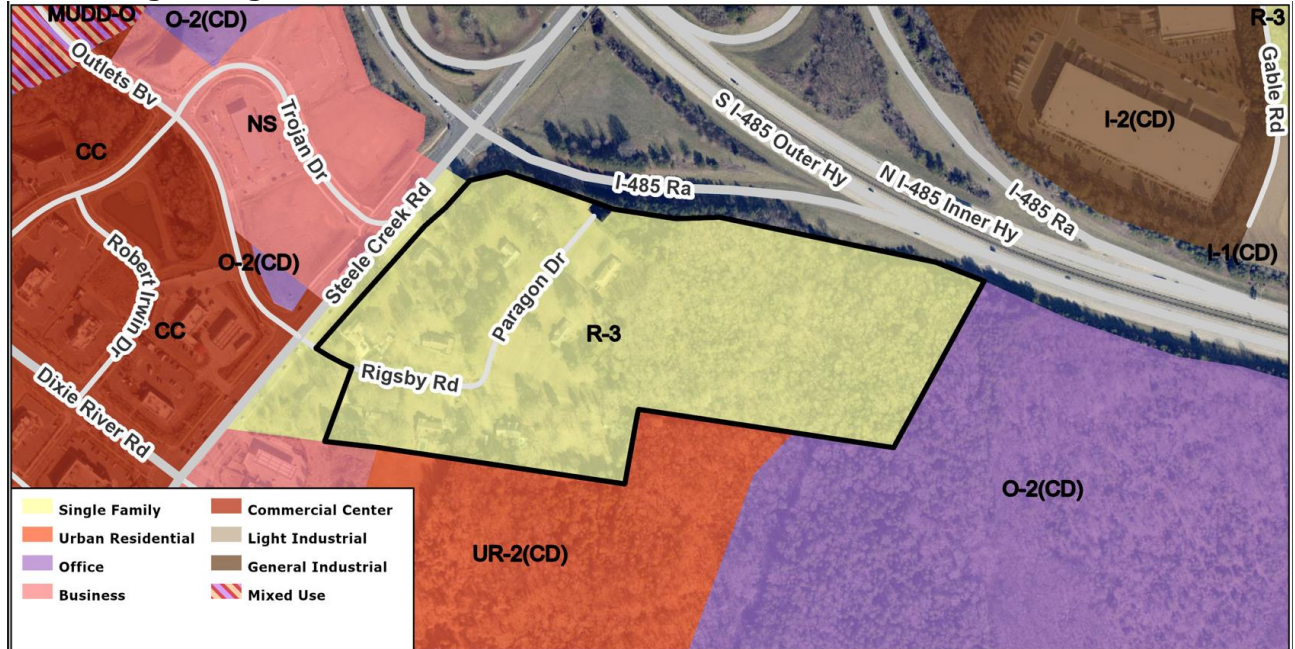 MUDD-O
O-2(CD)
R-3
Outlets Bv
Trojan Dr
NS
CC
Gable Rd
I-2(CD)
S I-485 Outer Hy
N I-485 Inner Hy
I-485 Ra
I-485 Ra
Steele Creek Rd
Robert Irwin Dr
O-2(CD)
I-1(CD)
CC
Paragon Dr
R-3
Rigsby Rd
Dixie River Rd
O-2(CD)
UR-2(CD)
Single Family
Urban Residential
Office
Business
Commercial Center
Light Industrial
General Industrial
Mixed Use